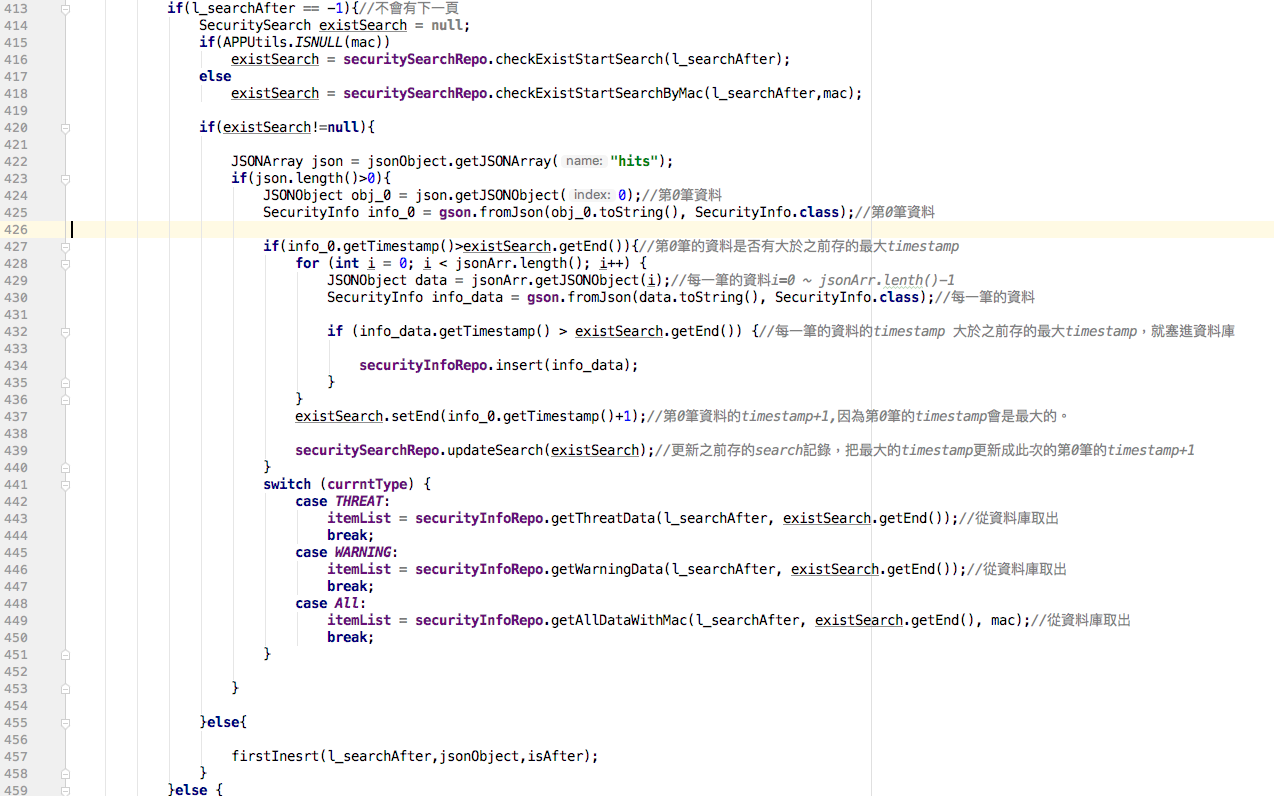 413 if(l_searchAfter == -1){//不會有下一頁
414 SecuritySearch existSearch = null;
415 if(APPUtils.ISNULL(mac))
416 existSearch = securitySearchRepo.checkExistStartSearch(l_searchAfter);
417 else
418 existSearch = securitySearchRepo.checkExistStartSearchByMac(l_searchAfter,mac);
419
420 if(existSearch!=null){
421
422 JSONArray json = jsonObject.getJSONArray( name: "hits");
423 if(json.length()>0){
424 JSONObject obj_0 = json.getJSONObject( index: 0);//第0筆資料
425 SecurityInfo info_0 = gson.fromJson(obj_0.toString(), SecurityInfo.class);//第0筆資料
426
427 if(info_0.getTimestamp()>existSearch.getEnd()){//第0筆的資料是否有大於之前存的最大timestamp
428 for (int i = 0; i < jsonArr.length(); i++) {
429 JSONObject data = jsonArr.getJSONObject(i);//每一筆的資料i=0 ~ jsonArr.lenth()-1
430 SecurityInfo info_data = gson.fromJson(data.toString(), SecurityInfo.class);//每一筆的資料
431
432 if (info_data.getTimestamp() > existSearch.getEnd()) {//每一筆的資料的timestamp 大於之前存的最大timestamp，就塞進資料庫
433
434 securityInfoRepo.insert(info_data);
435 }
436 }
437 existSearch.setEnd(info_0.getTimestamp()+1);//第0筆資料的timestamp+1,因為第0筆的timestamp會是最大的。
438
439 securitySearchRepo.updateSearch(existSearch);//更新之前存的search記錄，把最大的timestamp更新成此次的第0筆的timestamp+1
440 }
441 switch (currntType) {
442 case THREAT:
443 itemList = securityInfoRepo.getThreatData(l_searchAfter, existSearch.getEnd());//從資料庫取出
444 break;
445 case WARNING:
446 itemList = securityInfoRepo.getWarningData(l_searchAfter, existSearch.getEnd());//從資料庫取出
447 break;
448 case All:
449 itemList = securityInfoRepo.getAllDataWithMac(l_searchAfter, existSearch.getEnd(), mac);//從資料庫取出
450 break;
451 }
452
453 }
454
455 }else{
456
457 firstInesrt(l_searchAfter,jsonObject,isAfter);
458 }
459 }else {